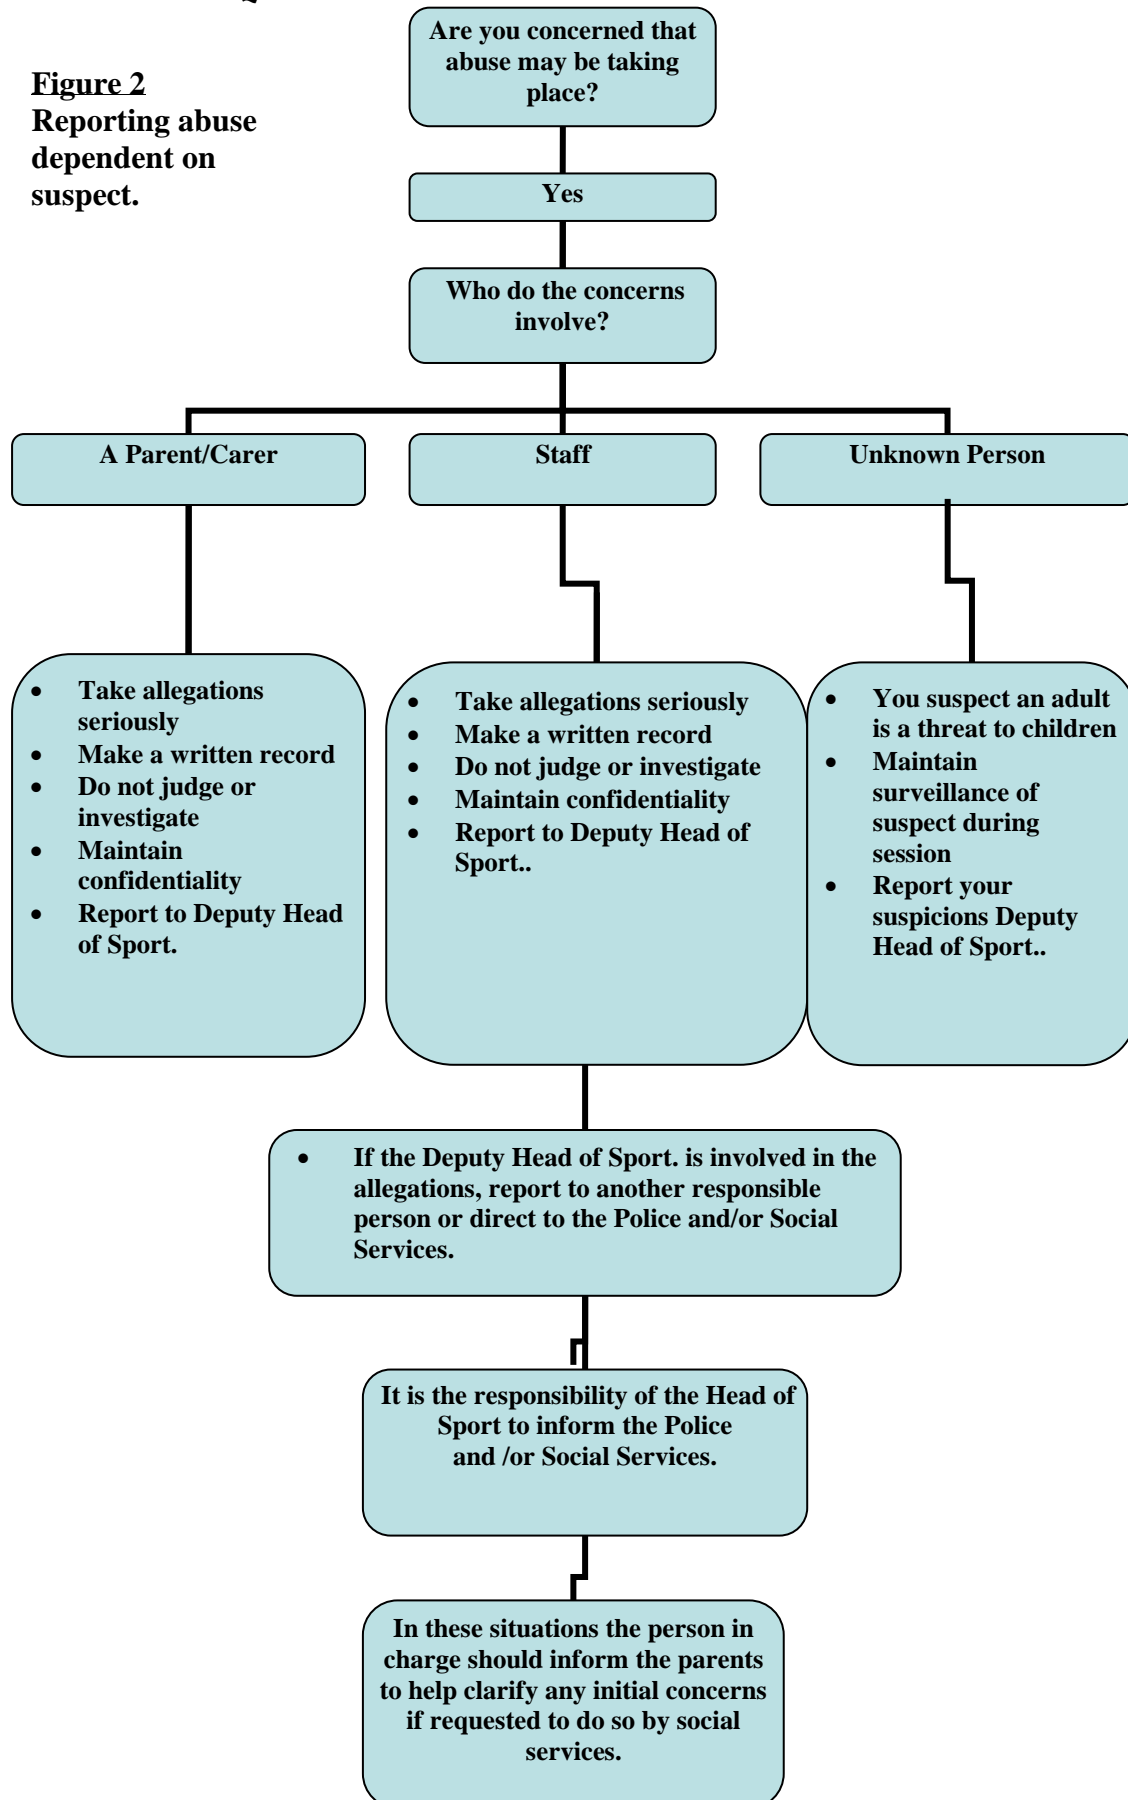 Figure 2
Reporting abuse
dependent on
suspect.
Are you concerned that
abuse may be taking
place?
Yes
Who do the concerns
involve?
A Parent/Carer
Staff
Unknown Person
• Take allegations
seriously
• Make a written record
• Do not judge or
investigate
• Maintain
confidentiality
• Report to Deputy Head
of Sport.
• Take allegations seriously
• Make a written record
• Do not judge or investigate
• Maintain confidentiality
• Report to Deputy Head of
Sport..
• You suspect an adult
is a threat to children
• Maintain
surveillance of
suspect during
session
• Report your
suspicions Deputy
Head of Sport..
• If the Deputy Head of Sport. is involved in the
allegations, report to another responsible
person or direct to the Police and/or Social
Services.
It is the responsibility of the Head of
Sport to inform the Police
and /or Social Services.
In these situations the person in
charge should inform the parents
to help clarify any initial concerns
if requested to do so by social
services.